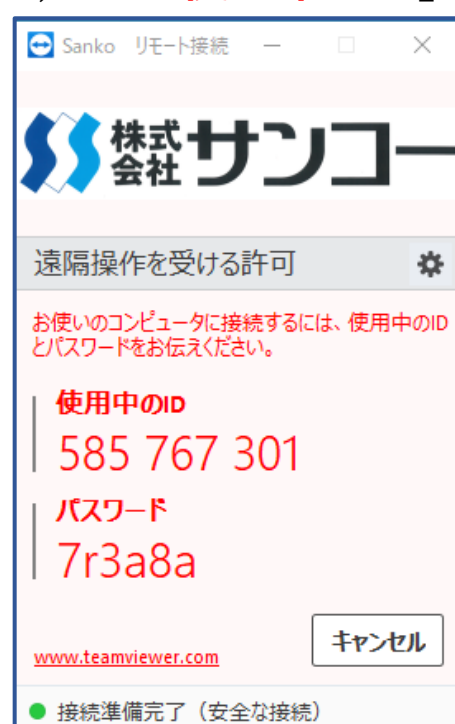 Sanko リモート接続
株式
会社 サンコー
遠隔操作を受ける許可
お使いのコンピュータに接続するには、使用中のID
とパスワードをお伝えください。
使用中のID
585 767 301
パスワード
7r3a8a
キャンセル
www.teamviewer.com
接続準備完了（安全な接続）